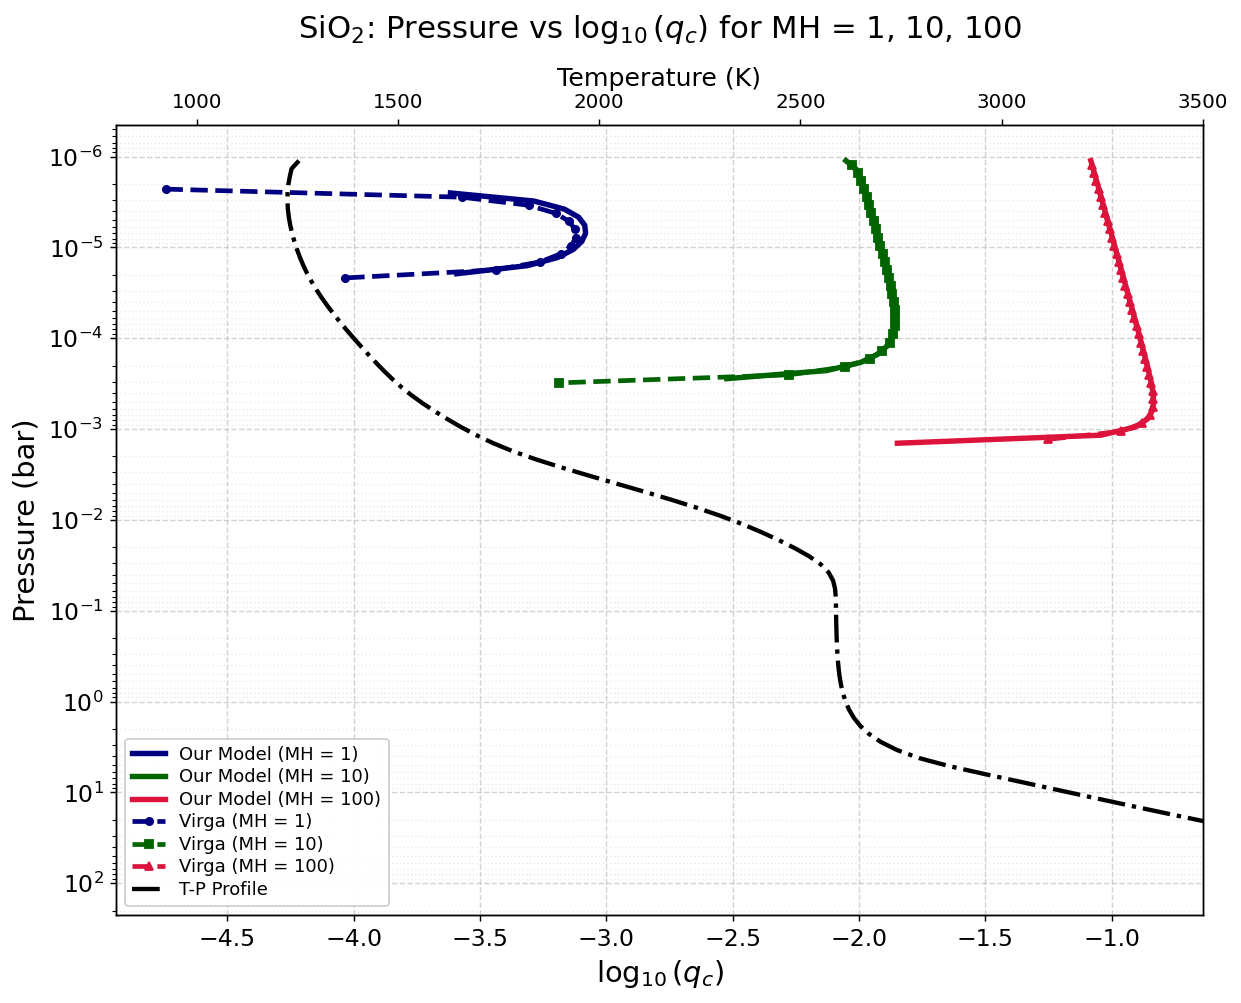 SiO₂: Pressure vs log₁₀(q_c) for MH = 1, 10, 100
Temperature (K)
1000 1500 2000 2500 3000 3500
Pressure (bar)
10⁻⁶
10⁻⁵
10⁻⁴
10⁻³
10⁻²
10⁻¹
10⁰
10¹
10²
Our Model (MH = 1)
Our Model (MH = 10)
Our Model (MH = 100)
Virga (MH = 1)
Virga (MH = 10)
Virga (MH = 100)
T-P Profile
−4.5 −4.0 −3.5 −3.0 −2.5 −2.0 −1.5 −1.0
log₁₀(q_c)